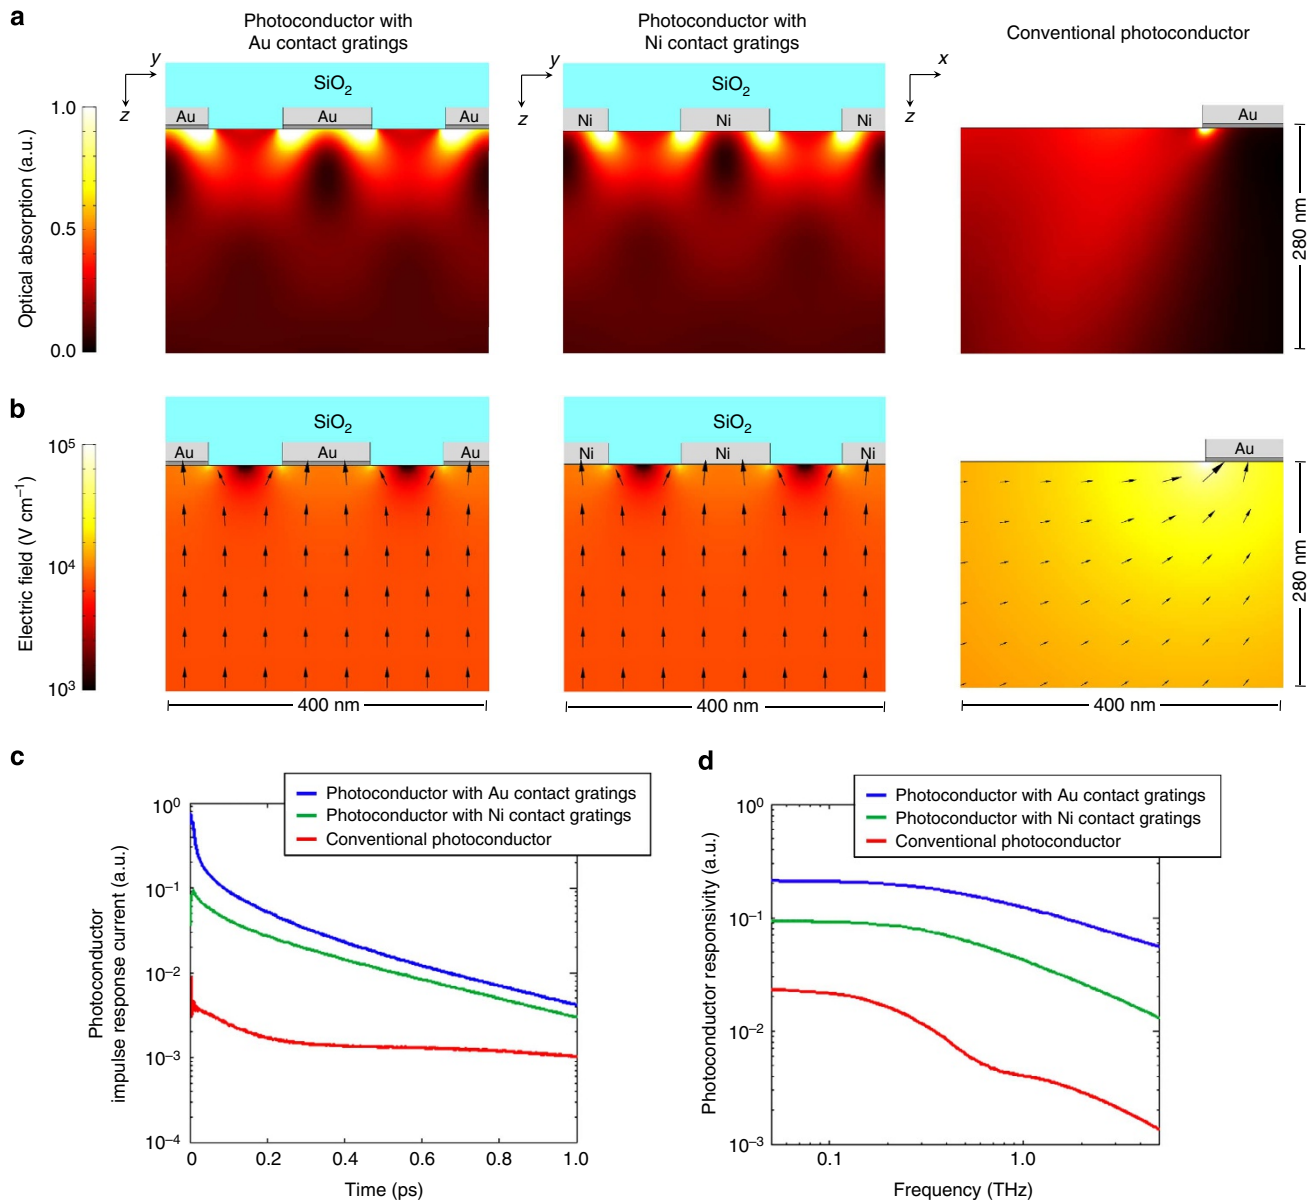 a
Photoconductor with
Au contact gratings
Photoconductor with
Ni contact gratings
Conventional photoconductor
y
z
SiO2
Au
Au
Au
y
z
SiO2
Ni
Ni
Ni
x
z
Au
Optical absorption (a.u.)
1.0
0.5
0.0
280 nm
b
Electric field (V cm−1)
10^5
10^4
10^3
SiO2
Au
Au
Au
SiO2
Ni
Ni
Ni
Au
280 nm
400 nm
400 nm
400 nm
c
Photoconductor with Au contact gratings
Photoconductor with Ni contact gratings
Conventional photoconductor
Photoconductor
impulse response current (a.u.)
10^0
10^−1
10^−2
10^−3
10^−4
0
0.2
0.4
0.6
0.8
1.0
Time (ps)
d
Photoconductor with Au contact gratings
Photoconductor with Ni contact gratings
Conventional photoconductor
Photoconductor responsivity (a.u.)
10^0
10^−1
10^−2
10^−3
0.1
1.0
Frequency (THz)